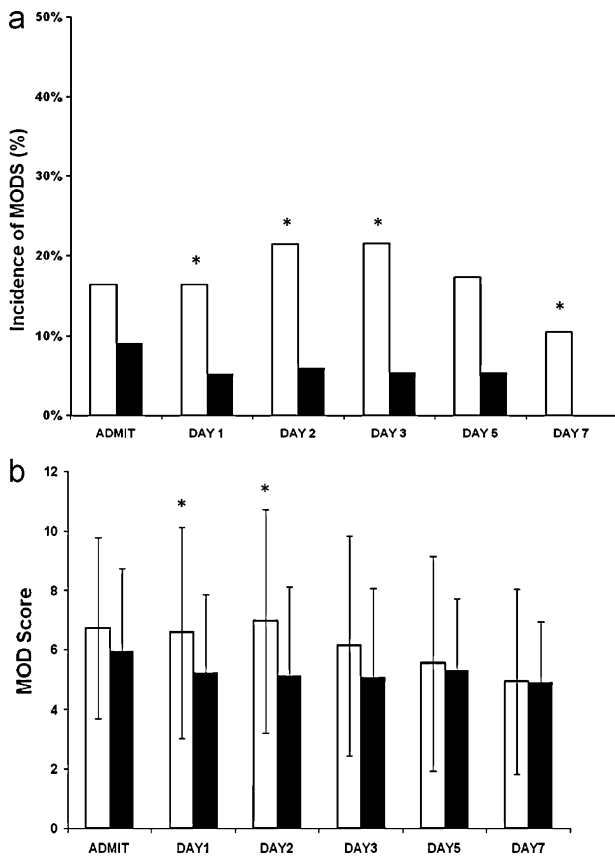 a
50%
40%
30%
20%
10%
0%
Incidence of MODS (%)
* * * *
ADMIT DAY 1 DAY 2 DAY 3 DAY 5 DAY 7
b
12
10
8
6
4
2
0
MOD Score
* *
ADMIT DAY1 DAY2 DAY3 DAY5 DAY7